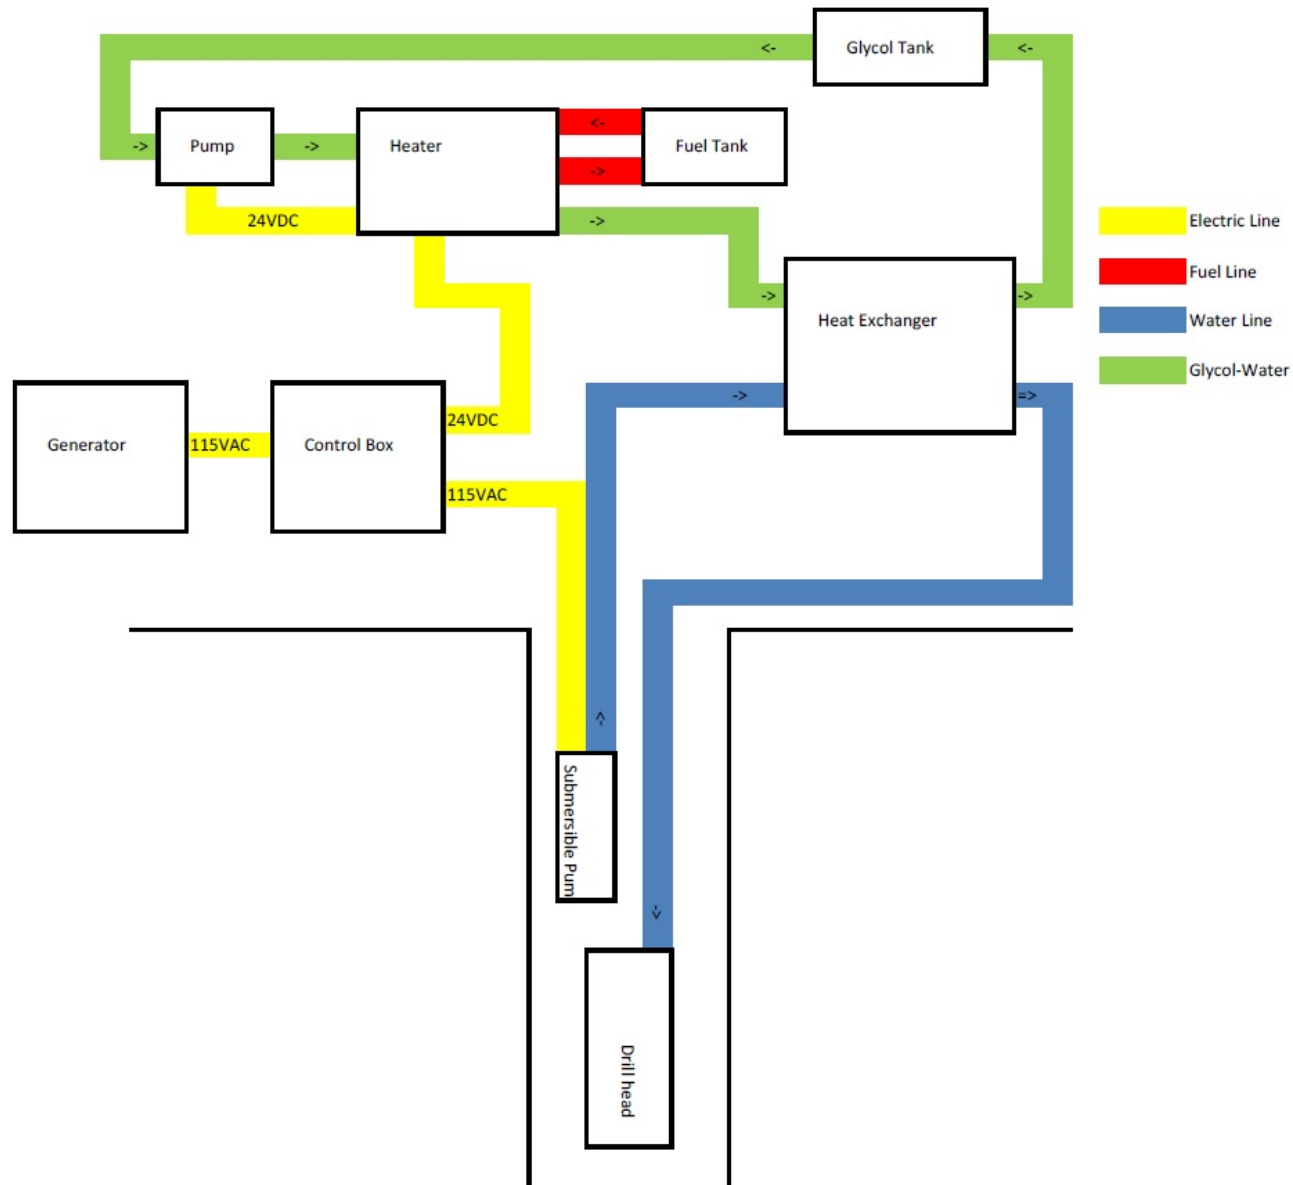 <- Glycol Tank <-
-> Pump -> Heater <- Fuel Tank
->
24VDC -> Electric Line
Fuel Line
-> Heat Exchanger ->
Water Line
Glycol-Water
-> =>
24VDC
Generator 115VAC Control Box
115VAC
->
Submersible Pum
->
Drill head